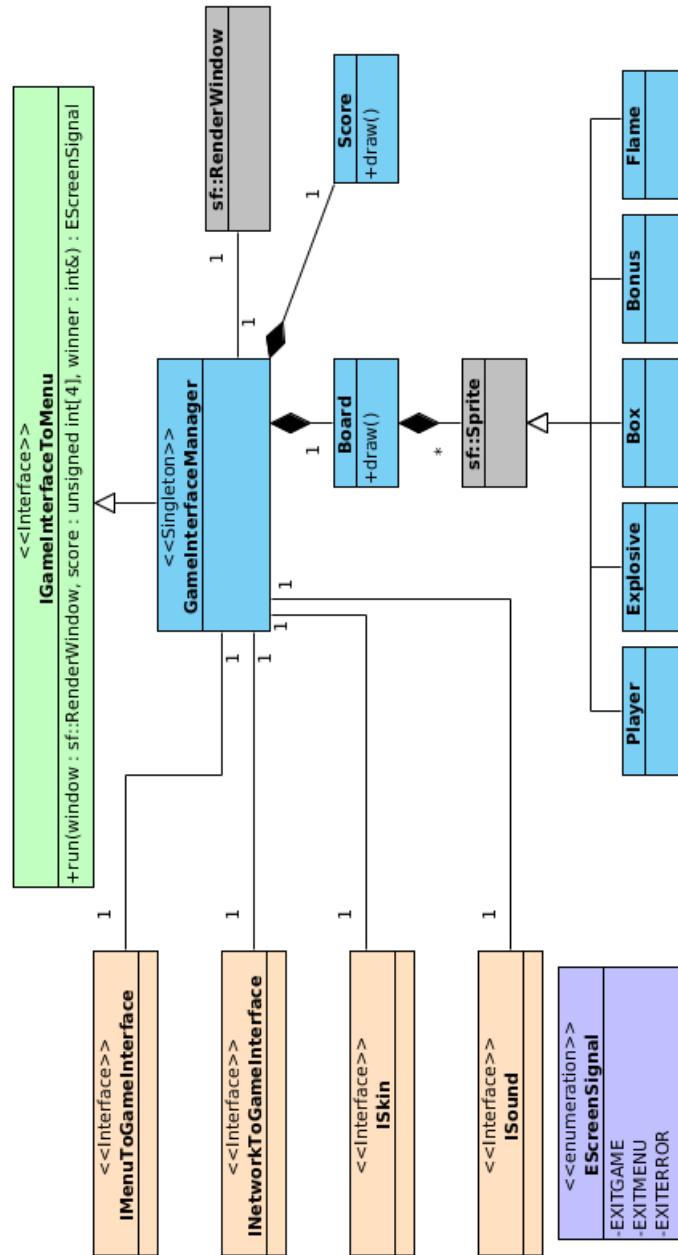 <<Interface>>
IGameInterfaceToMenu
+run(window : sf::RenderWindow, score : unsigned int[4], winner : int&) : EScreenSignal
<<Interface>>
IMenuToGameInterface
1
1
<<Interface>>
INetworkToGameInterface
1
1
<<Interface>>
ISkin
1
1
<<Interface>>
ISound
1
1
<<Singleton>>
GameInterfaceManager
1
1
sf::RenderWindow
1
Score
+draw()
1
Board
+draw()
*
sf::Sprite
<<enumeration>>
EScreenSignal
-EXITGAME
-EXITMENU
-EXITERROR
Player
Explosive
Box
Bonus
Flame